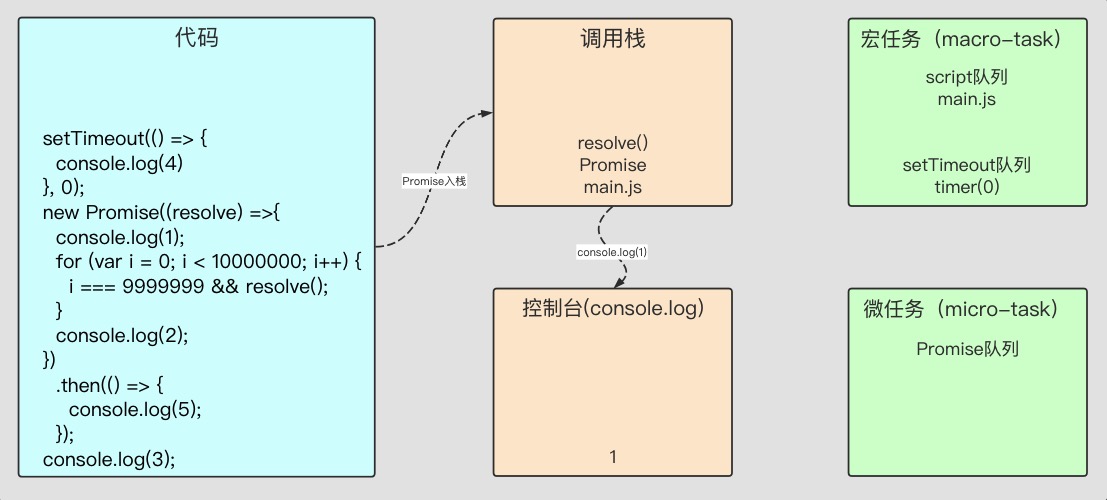 代码
setTimeout(() => {
console.log(4)
}, 0);
new Promise((resolve) =>{
console.log(1);
for (var i = 0; i < 10000000; i++) {
i === 9999999 && resolve();
}
console.log(2);
})
.then(() => {
console.log(5);
});
console.log(3);
Promise入栈
调用栈
resolve()
Promise
main.js
console.log(1)
控制台(console.log)
1
宏任务（macro-task）
script队列
main.js
setTimeout队列
timer(0)
微任务（micro-task）
Promise队列